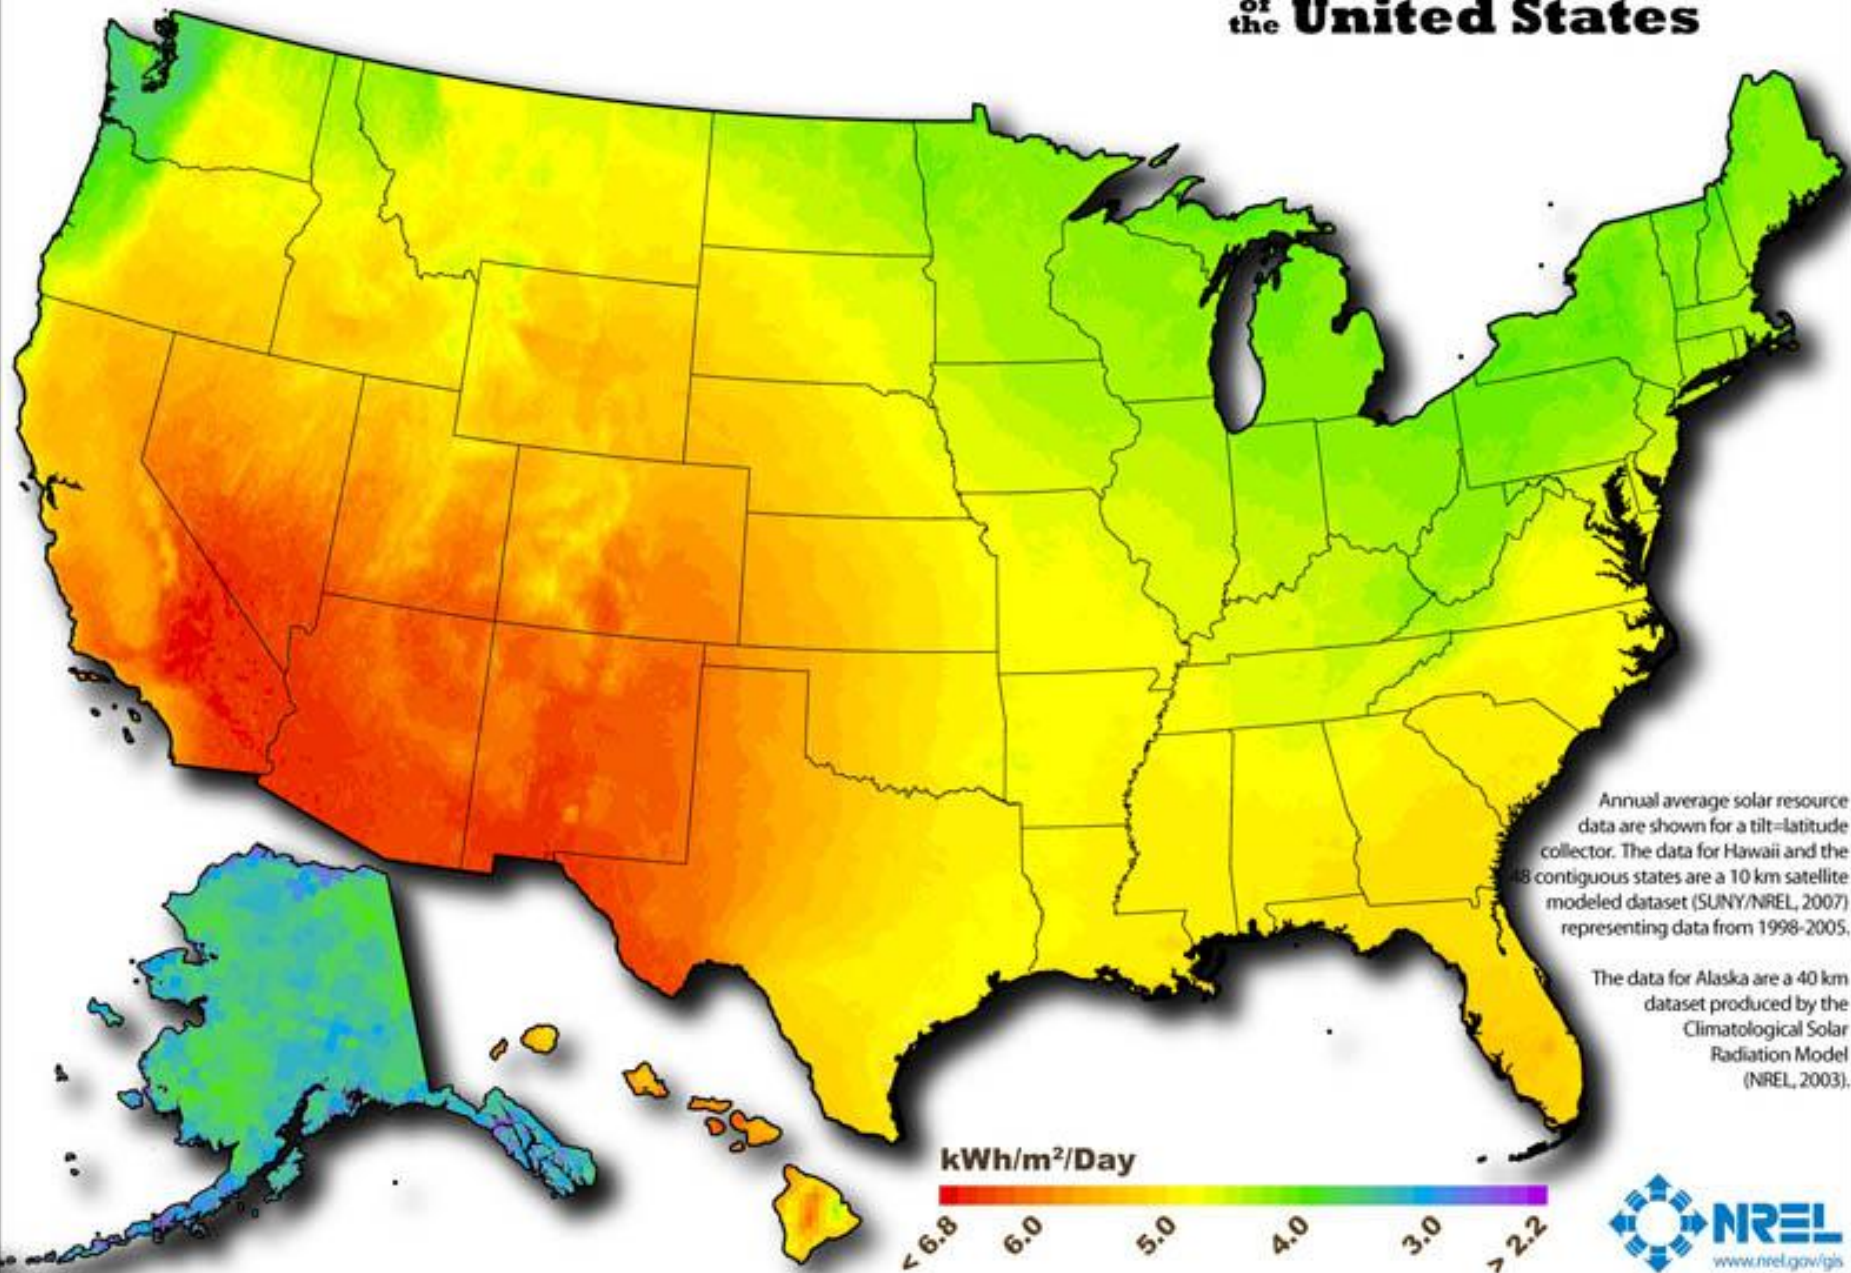 of
the United States
Annual average solar resource
data are shown for a tilt=latitude
collector. The data for Hawaii and the
48 contiguous states are a 10 km satellite
modeled dataset (SUNY/NREL, 2007)
representing data from 1998-2005.
The data for Alaska are a 40 km
dataset produced by the
Climatological Solar
Radiation Model
(NREL, 2003).
kWh/m²/Day
< 6.8 6.0 5.0 4.0 3.0 > 2.2
NREL
www.nrel.gov/gis